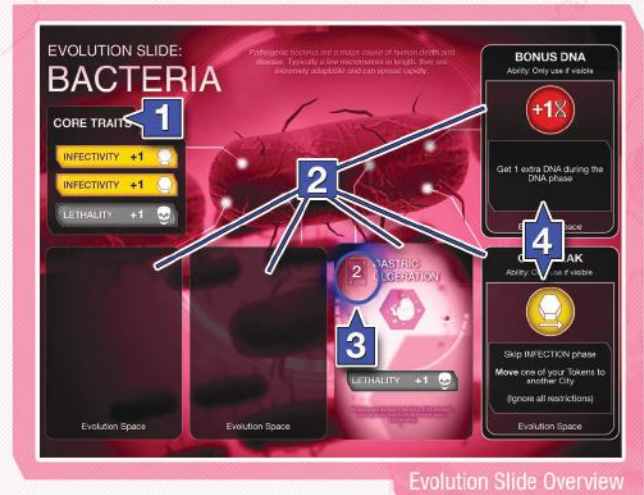 EVOLUTION SLIDE:
BACTERIA
Pathogenic bacteria are a major cause of human death and
disease. Typically a few micrometres in length, they are
extremely adaptable and can spread rapidly.
CORE TRAITS
1
INFECTIVITY +1
INFECTIVITY +1
LETHALITY +1
2
BONUS DNA
Ability: Only use if visible
+1
Get 1 extra DNA during the
DNA phase
Space
4
Ability: if visible
Skip INFECTION phase
Move one of your Tokens to
another City
(Ignore all restrictions)
Evolution Space
2
GASTRIC
ULCERATION
3
LETHALITY +1
Evolution Space
Evolution Space
Evolution Slide Overview